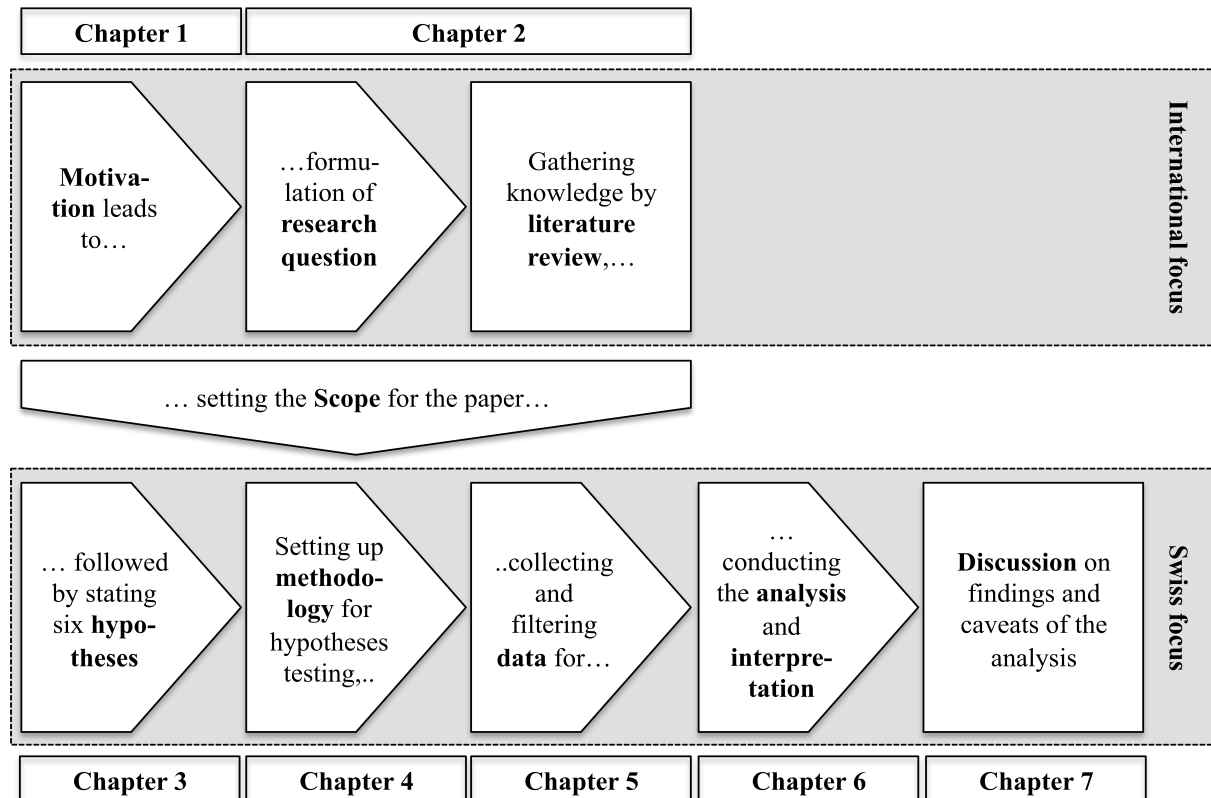 Chapter 1
Chapter 2
Motiva-
tion leads
to…
…formu-
lation of
research
question
Gathering
knowledge by
literature
review,…
International focus
… setting the Scope for the paper…
… followed
by stating
six hypo-
theses
Setting up
methodo-
logy for
hypotheses
testing,..
..collecting
and
filtering
data for…
…
conducting
the analysis
and
interpre-
tation
Discussion on
findings and
caveats of the
analysis
Swiss focus
Chapter 3
Chapter 4
Chapter 5
Chapter 6
Chapter 7